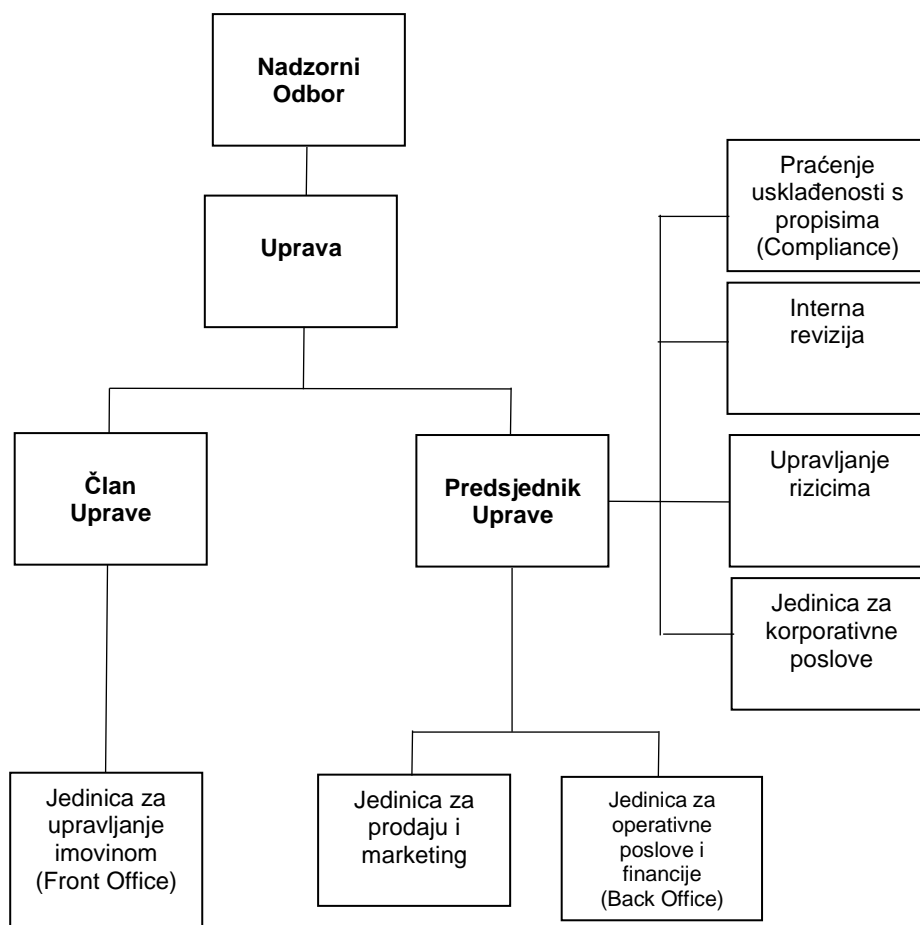 Nadzorni
Odbor
Uprava
Praćenje
usklađenosti s
propisima
(Compliance)
Interna
revizija
Član
Uprave
Predsjednik
Uprave
Upravljanje
rizicima
Jedinica za
korporativne
poslove
Jedinica za
upravljanje
imovinom
(Front Office)
Jedinica za
prodaju i
marketing
Jedinica za
operativne
poslove i
financije
(Back Office)